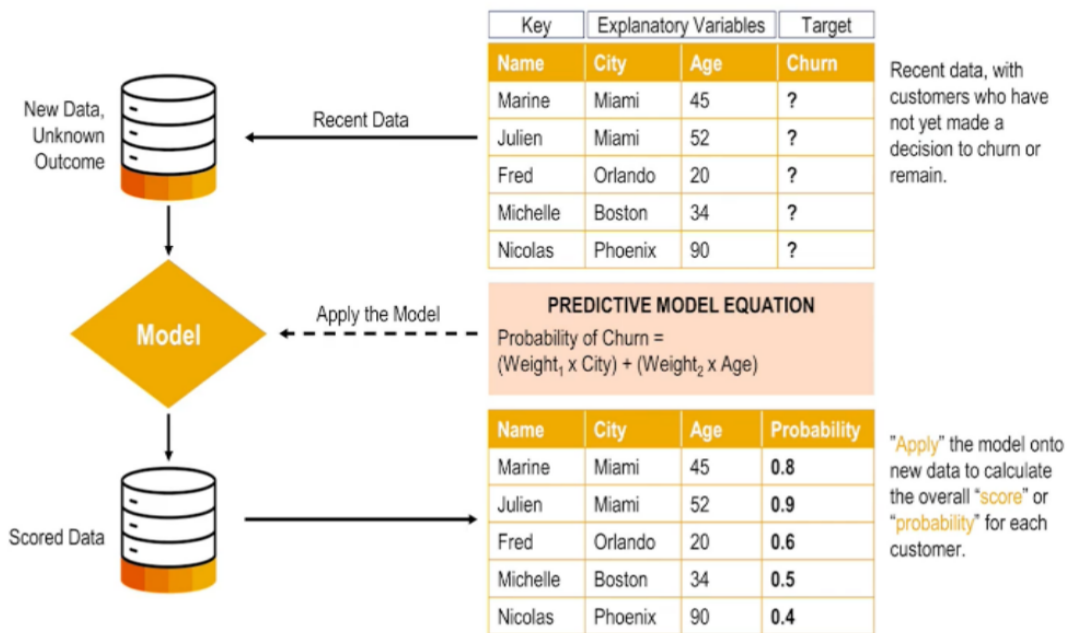 Key Explanatory Variables Target
Name City Age Churn
Marine Miami 45 ?
Julien Miami 52 ?
Fred Orlando 20 ?
Michelle Boston 34 ?
Nicolas Phoenix 90 ?
Recent data, with
customers who have
not yet made a
decision to churn or
remain.
New Data,
Unknown
Outcome
Recent Data
Model
Apply the Model
PREDICTIVE MODEL EQUATION
Probability of Churn =
(Weight₁ x City) + (Weight₂ x Age)
Scored Data
Name City Age Probability
Marine Miami 45 0.8
Julien Miami 52 0.9
Fred Orlando 20 0.6
Michelle Boston 34 0.5
Nicolas Phoenix 90 0.4
"Apply" the model onto
new data to calculate
the overall “score” or
“probability” for each
customer.